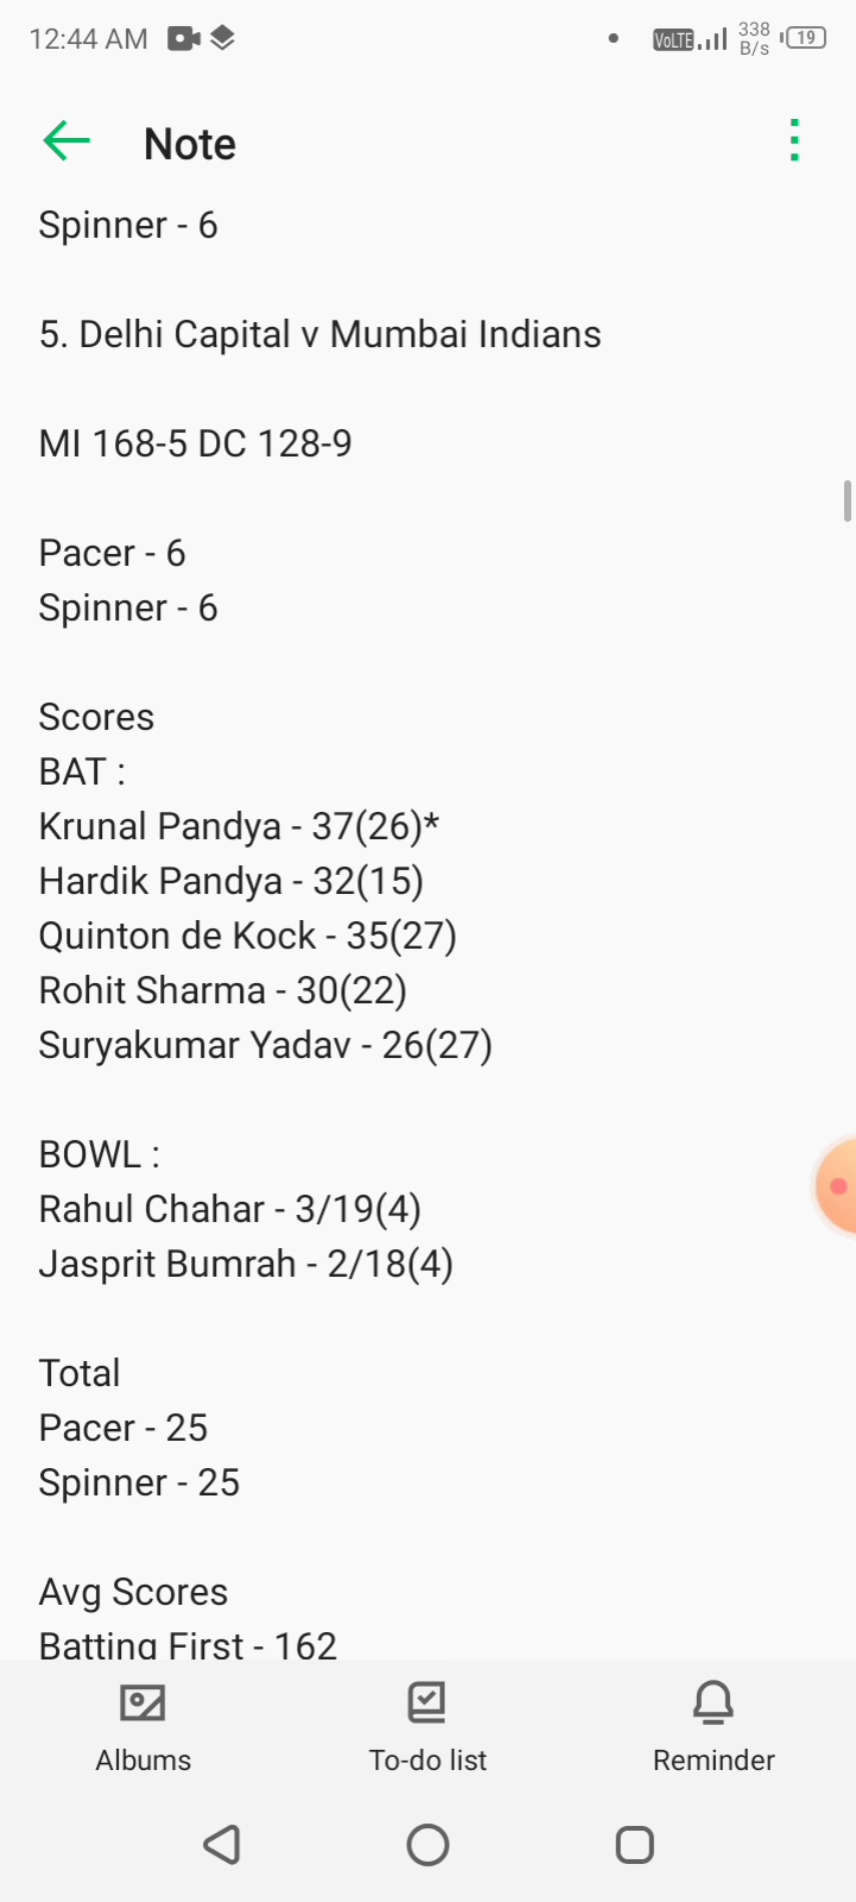 12:44 AM
VoLTE 338 B/s 19
Note
Spinner - 6
5. Delhi Capital v Mumbai Indians
MI 168-5 DC 128-9
Pacer - 6
Spinner - 6
Scores
BAT :
Krunal Pandya - 37(26)*
Hardik Pandya - 32(15)
Quinton de Kock - 35(27)
Rohit Sharma - 30(22)
Suryakumar Yadav - 26(27)
BOWL :
Rahul Chahar - 3/19(4)
Jasprit Bumrah - 2/18(4)
Total
Pacer - 25
Spinner - 25
Avg Scores
Batting First - 162
Albums To-do list Reminder